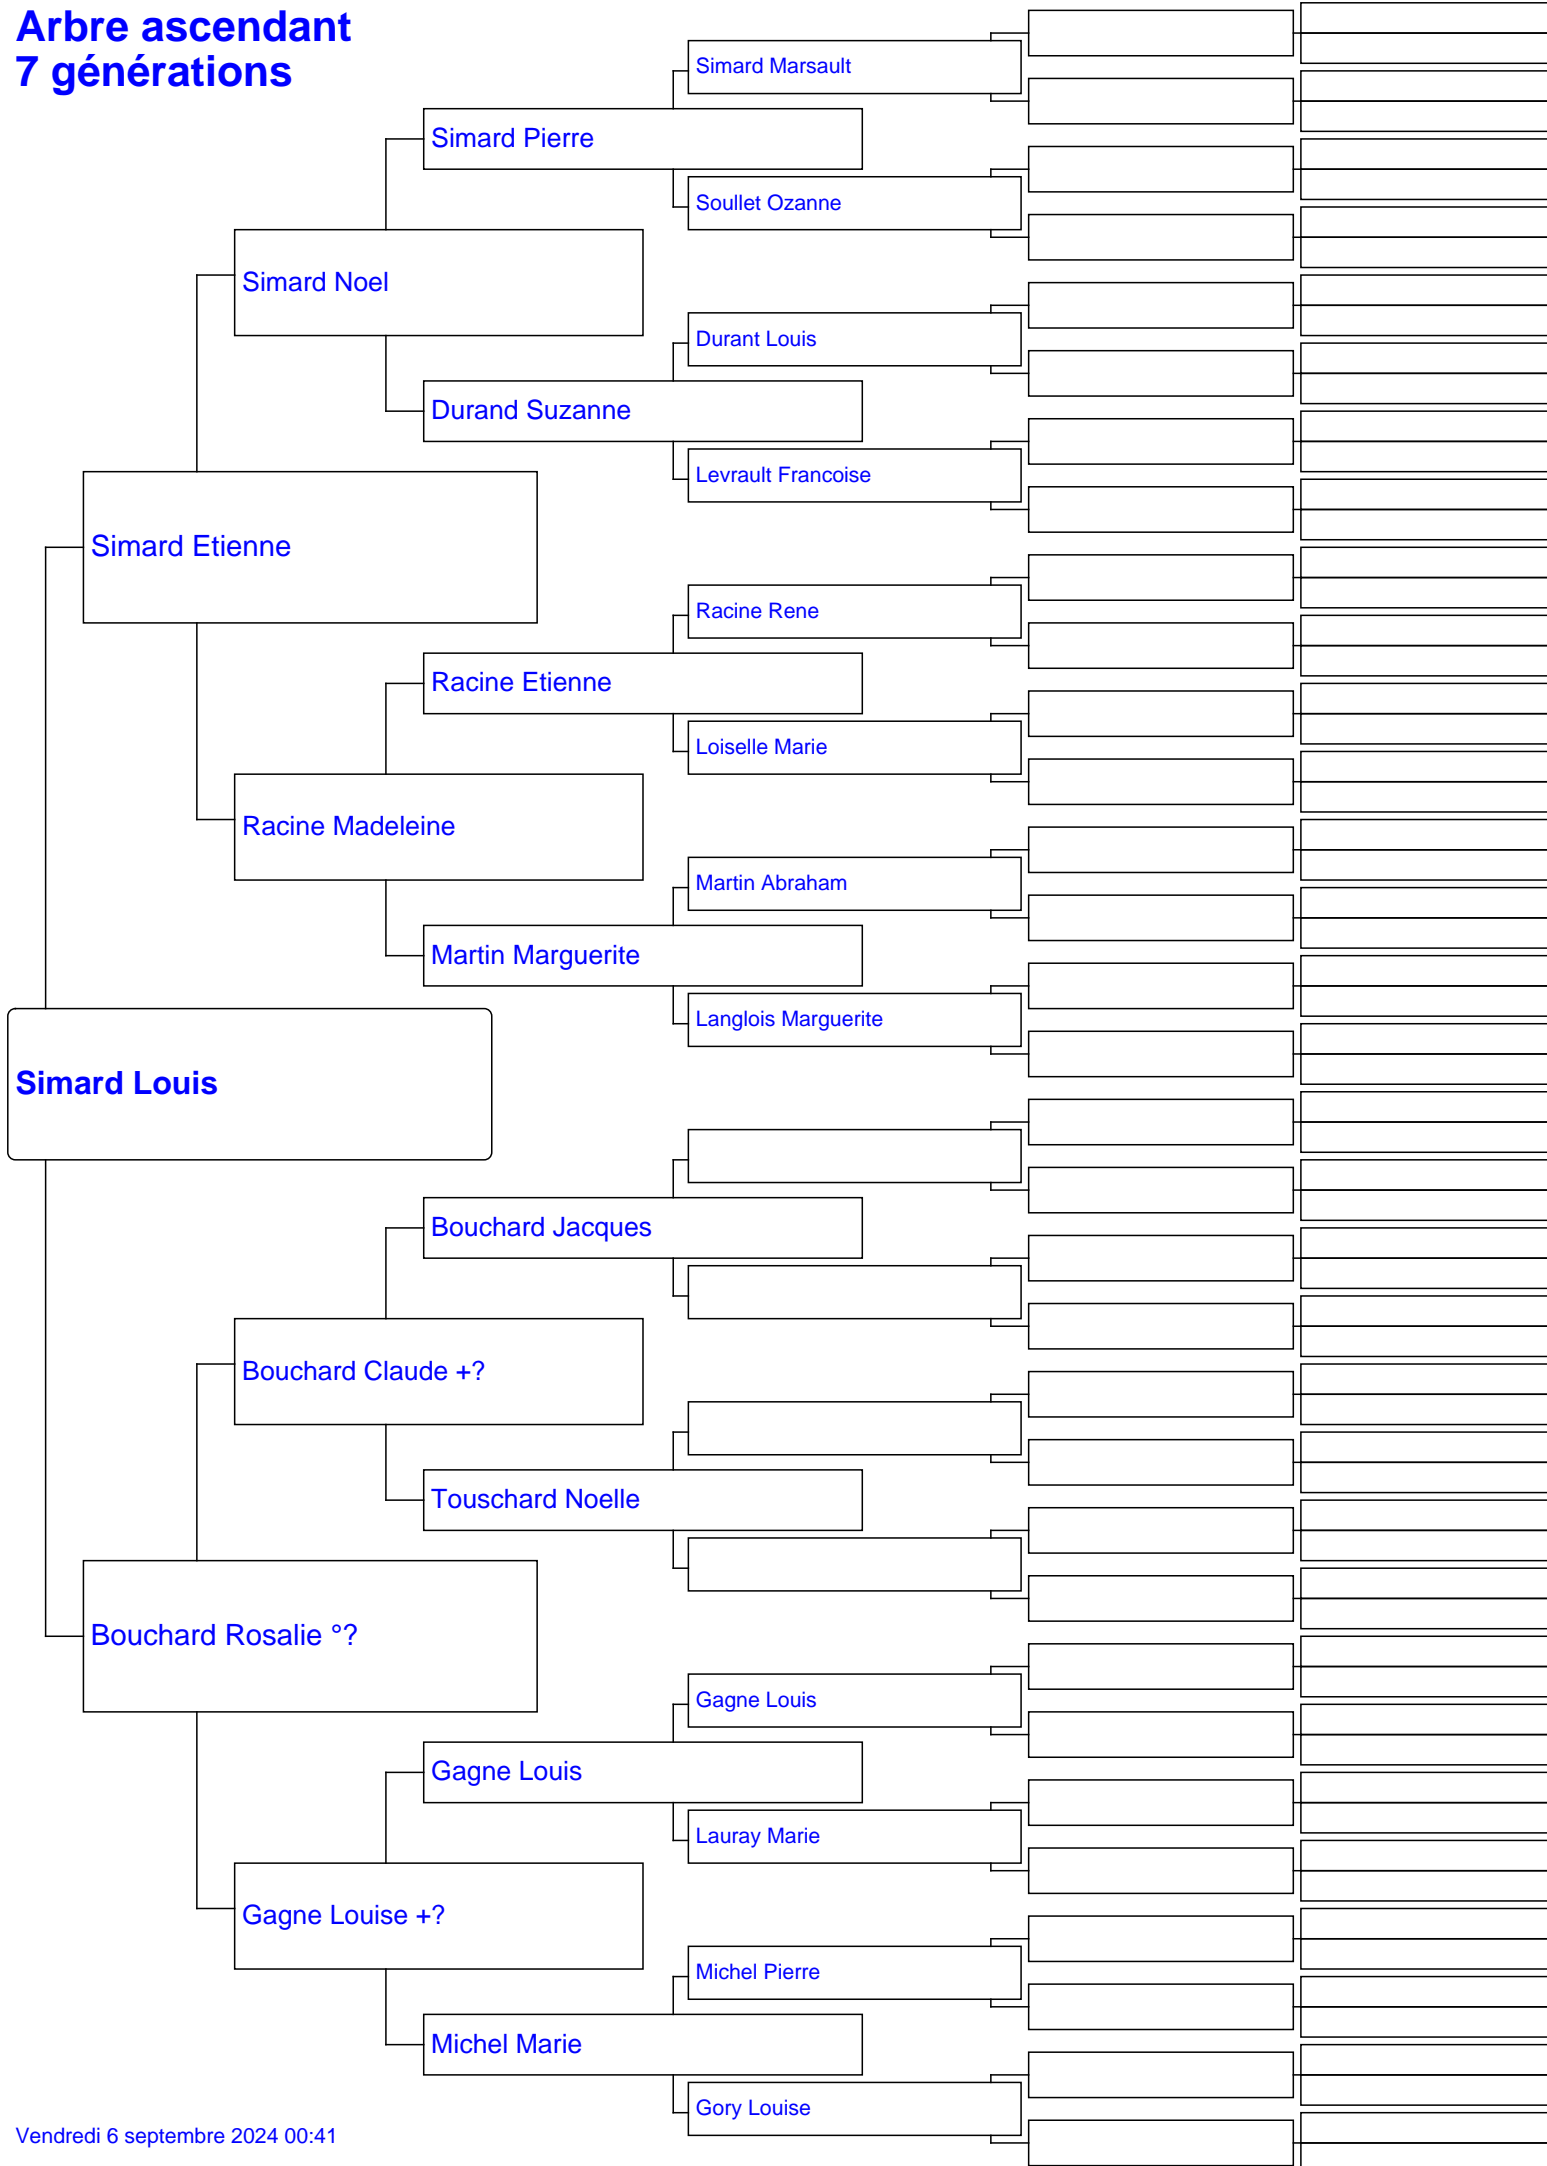 Arbre ascendant
7 générations
Simard Marsault
Simard Pierre
Soullet Ozanne
Simard Noel
Durant Louis
Durand Suzanne
Levrault Francoise
Simard Etienne
Racine Rene
Racine Etienne
Loiselle Marie
Racine Madeleine
Martin Abraham
Martin Marguerite
Langlois Marguerite
Simard Louis
Bouchard Jacques
Bouchard Claude +?
Touschard Noelle
Bouchard Rosalie °?
Gagne Louis
Gagne Louis
Lauray Marie
Gagne Louise +?
Michel Pierre
Michel Marie
Gory Louise
Vendredi 6 septembre 2024 00:41